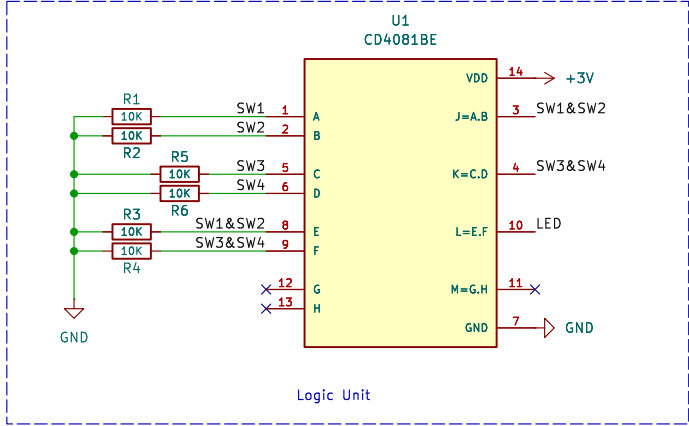 U1
CD4081BE
VDD 14 +3V
R1
10K SW1 1 A J=A.B 3 SW1&SW2
10K SW2 2 B
R2
R5
10K SW3 5 C K=C.D 4 SW3&SW4
10K SW4 6 D
R6
R3
10K SW1&SW2 8 E L=E.F 10 LED
10K SW3&SW4 9 F
R4
12 G M=G.H 11
13 H
GND 7 GND
GND
Logic Unit